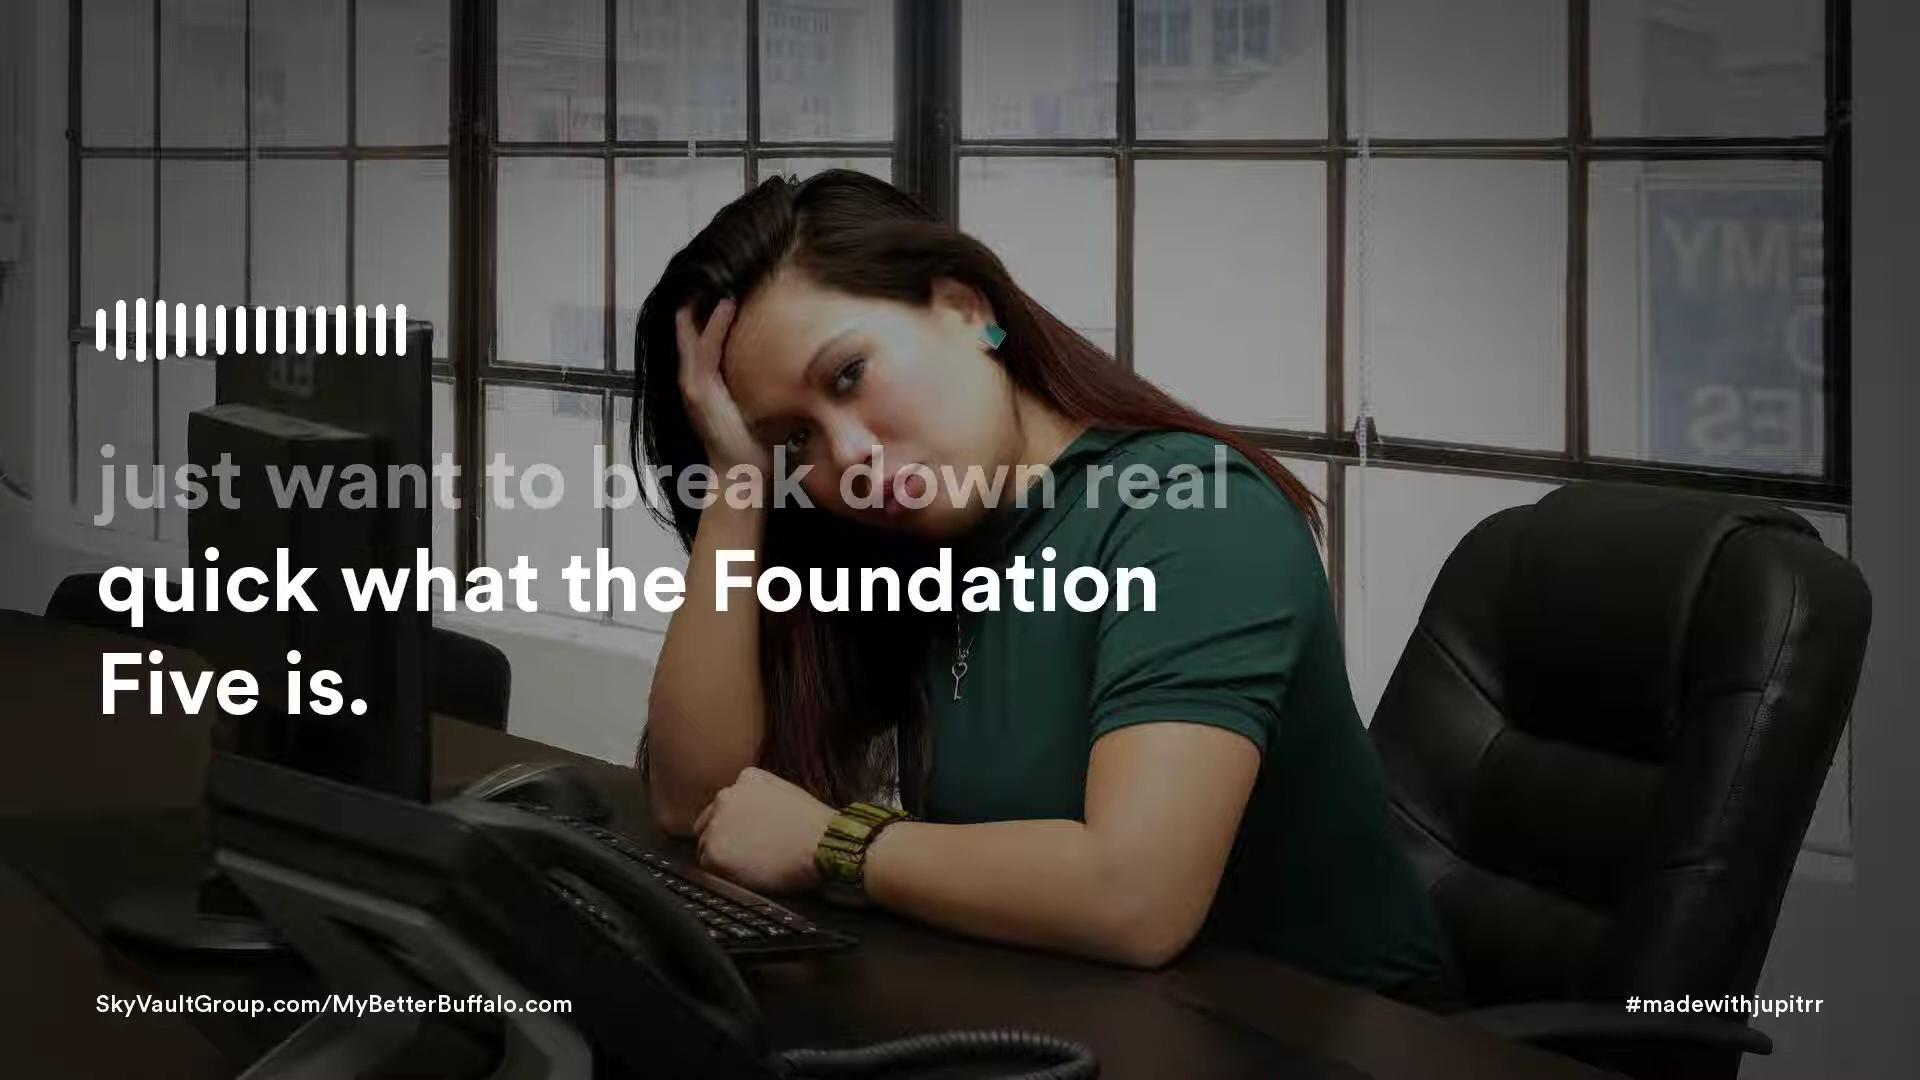 just want to break down real
quick what the Foundation
Five is.
SkyVaultGroup.com/MyBetterBuffalo.com
#madewithjupitrr